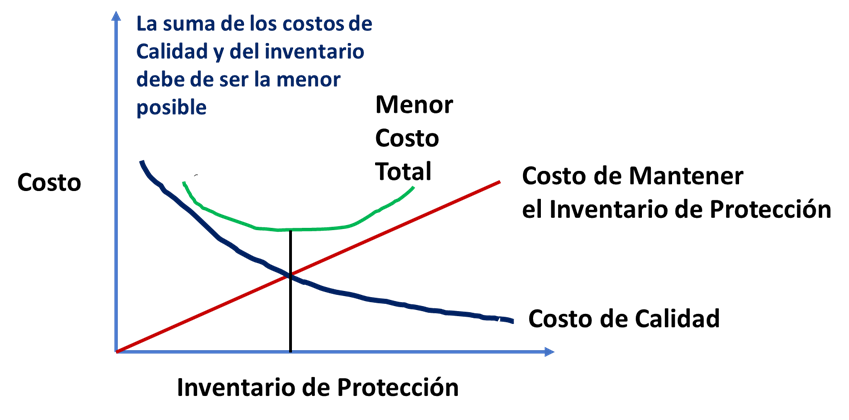 La suma de los costos de
Calidad y del inventario
debe de ser la menor
posible
Menor
Costo
Total
Costo
Costo de Mantener
el Inventario de Protección
Costo de Calidad
Inventario de Protección